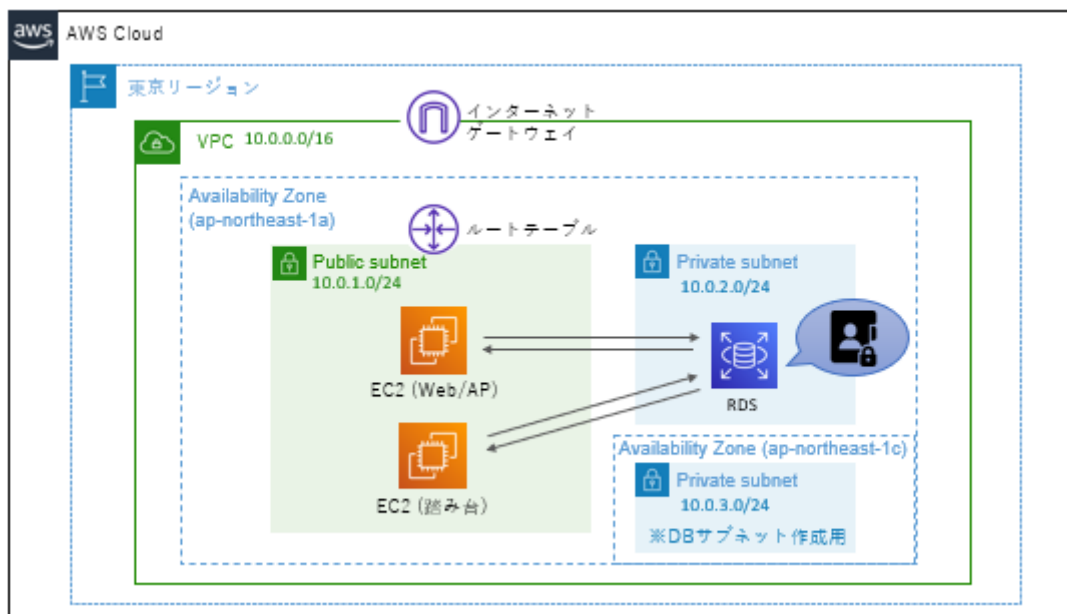 aws
AWS Cloud
東京リージョン
インターネット
ゲートウェイ
VPC 10.0.0.0/16
Availability Zone
(ap-northeast-1a)
ルートテーブル
Public subnet
10.0.1.0/24
Private subnet
10.0.2.0/24
EC2 (Web/AP)
RDS
EC2 (踏み台)
Availability Zone (ap-northeast-1c)
Private subnet
10.0.3.0/24
※DBサブネット作成用